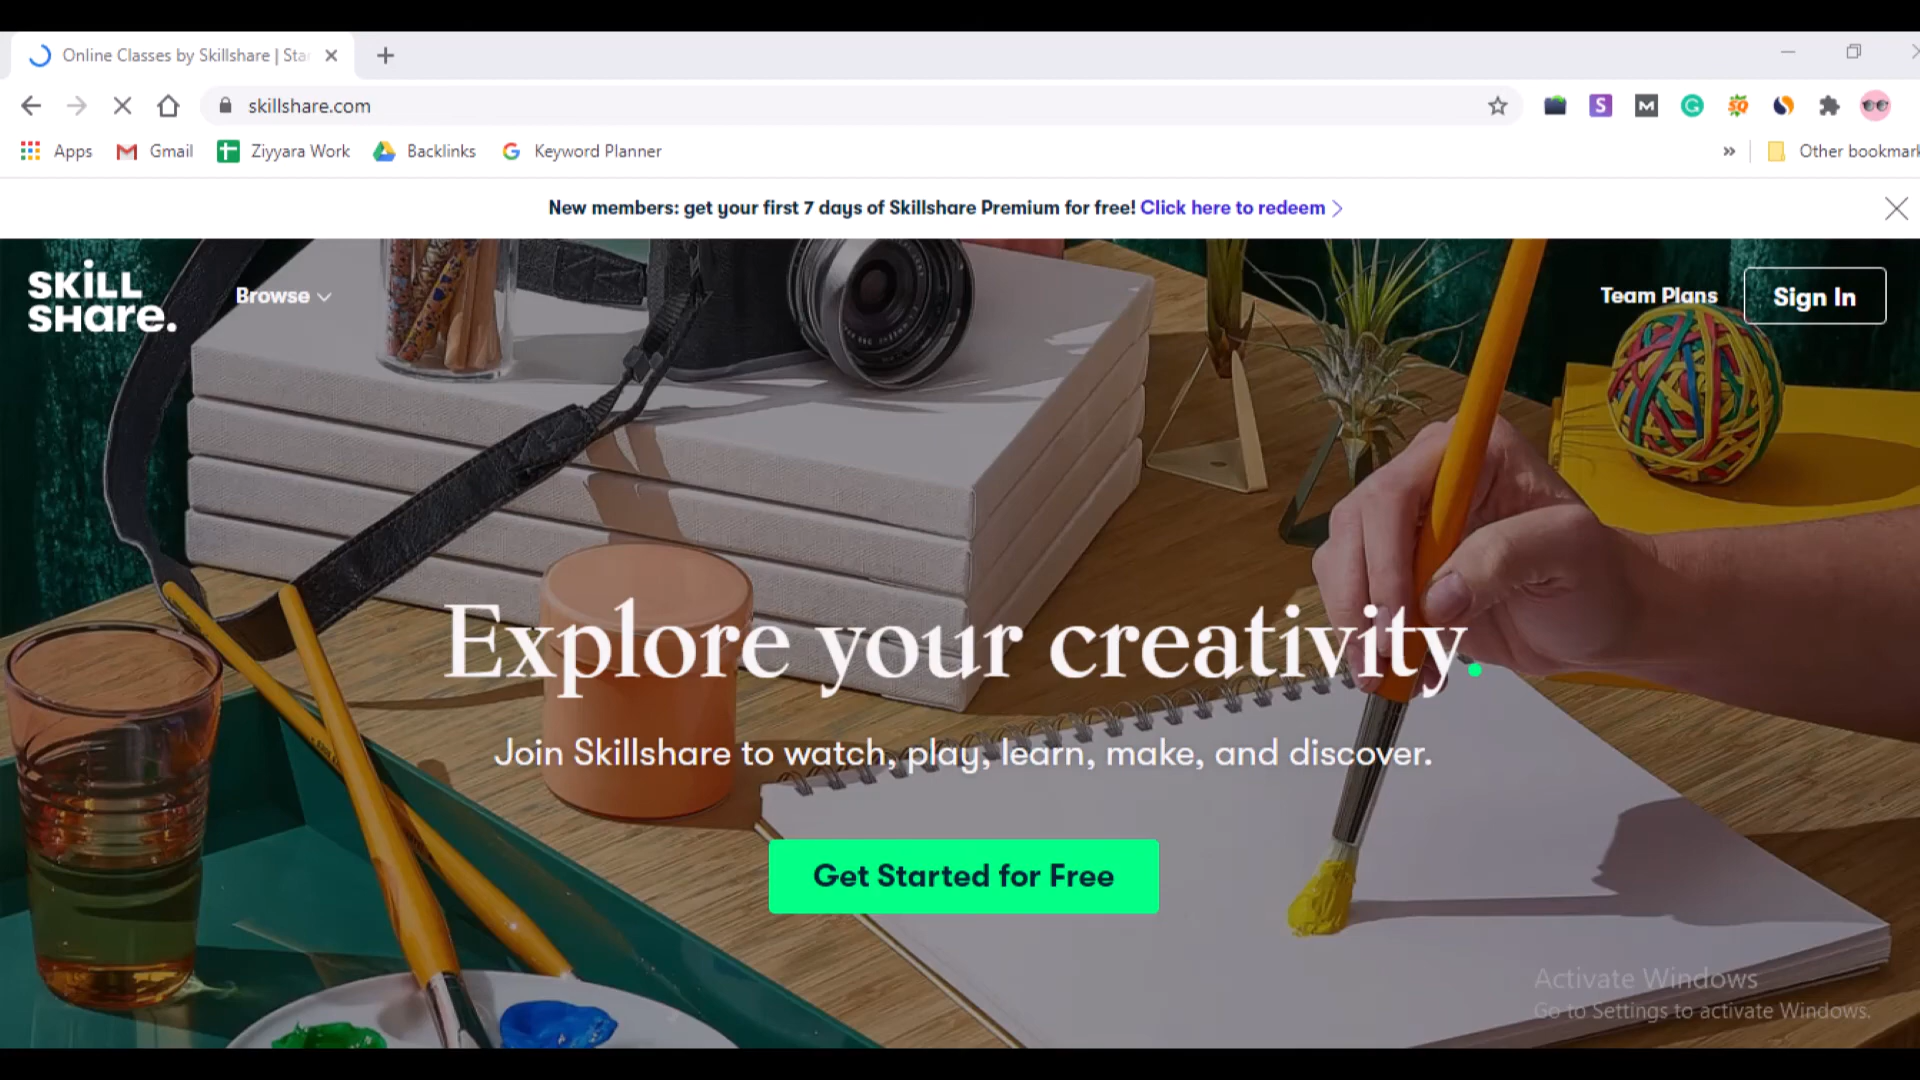 Online Classes by Skillshare | Sta
skillshare.com
Apps
Gmail
Ziyyara Work
Backlinks
Keyword Planner
Other bookmark
New members: get your first 7 days of Skillshare Premium for free! Click here to redeem
SKILL
SHare.
Browse
Team Plans
Sign In
Explore your creativity.
Join Skillshare to watch, play, learn, make, and discover.
Get Started for Free
Activate Windows
Go to Settings to activate Windows.